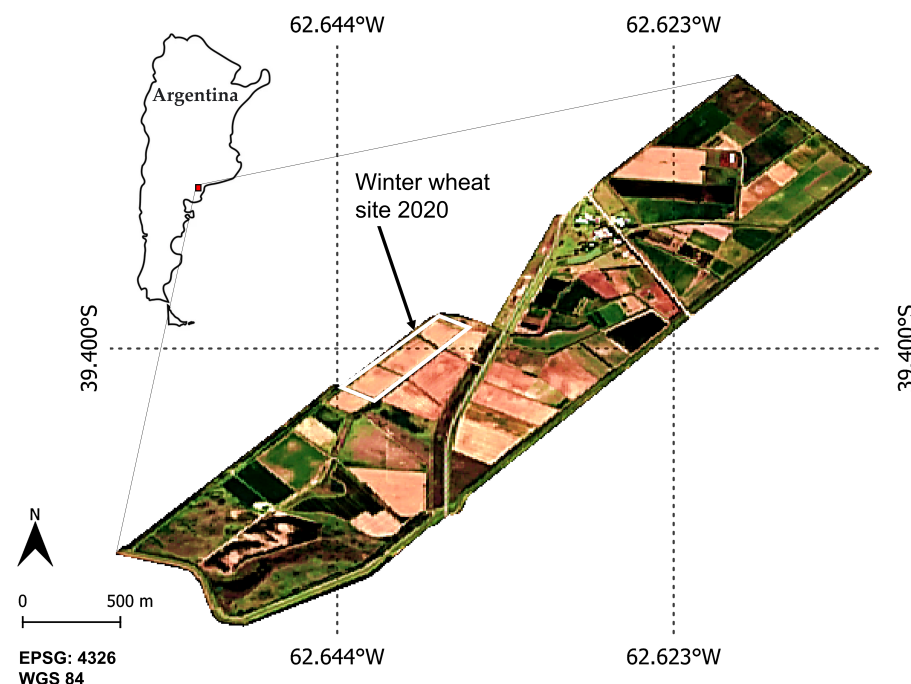 62.644°W
62.623°W
Argentina
Winter wheat
site 2020
39.400°S
39.400°S
N
0
500 m
EPSG: 4326
WGS 84
62.644°W
62.623°W